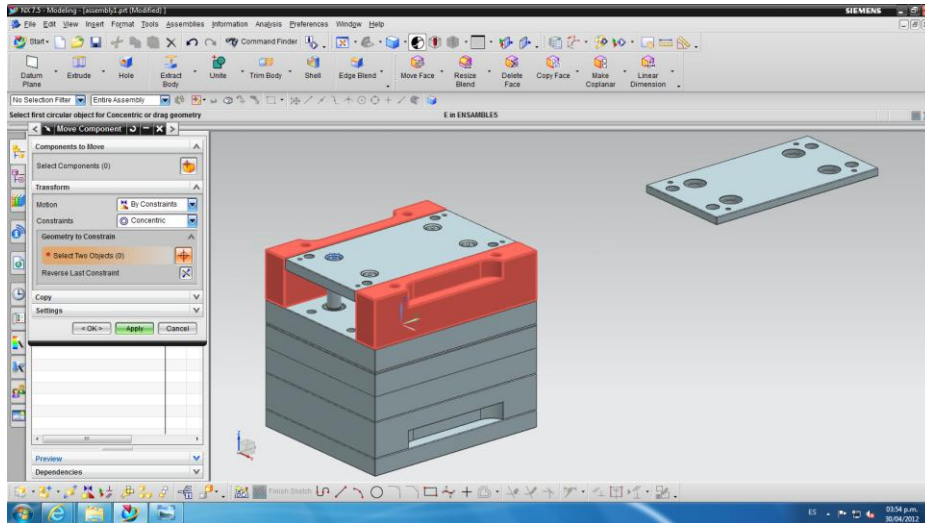 NX 7.5 - Modeling - [assembly1.prt (Modified) ]
SIEMENS
File Edit View Insert Format Tools Assemblies Information Analysis Preferences Window Help
Start Command Finder
Datum Plane
Extrude
Hole
Extract Body
Unite
Trim Body
Shell
Edge Blend
Move Face
Resize Blend
Delete Face
Copy Face
Make Coplanar
Linear Dimension
No Selection Filter
Entire Assembly
Select first circular object for Concentric or drag geometry
E in ENSAMBLES
Move Component
Components to Move
Select Components (0)
Transform
Motion
By Constraints
Constraints
Concentric
Geometry to Constrain
* Select Two Objects (0)
Reverse Last Constraint
Copy
Settings
< OK >
Apply
Cancel
Preview
Dependencies
Finish Sketch
ES
03:54 p.m.
30/04/2012